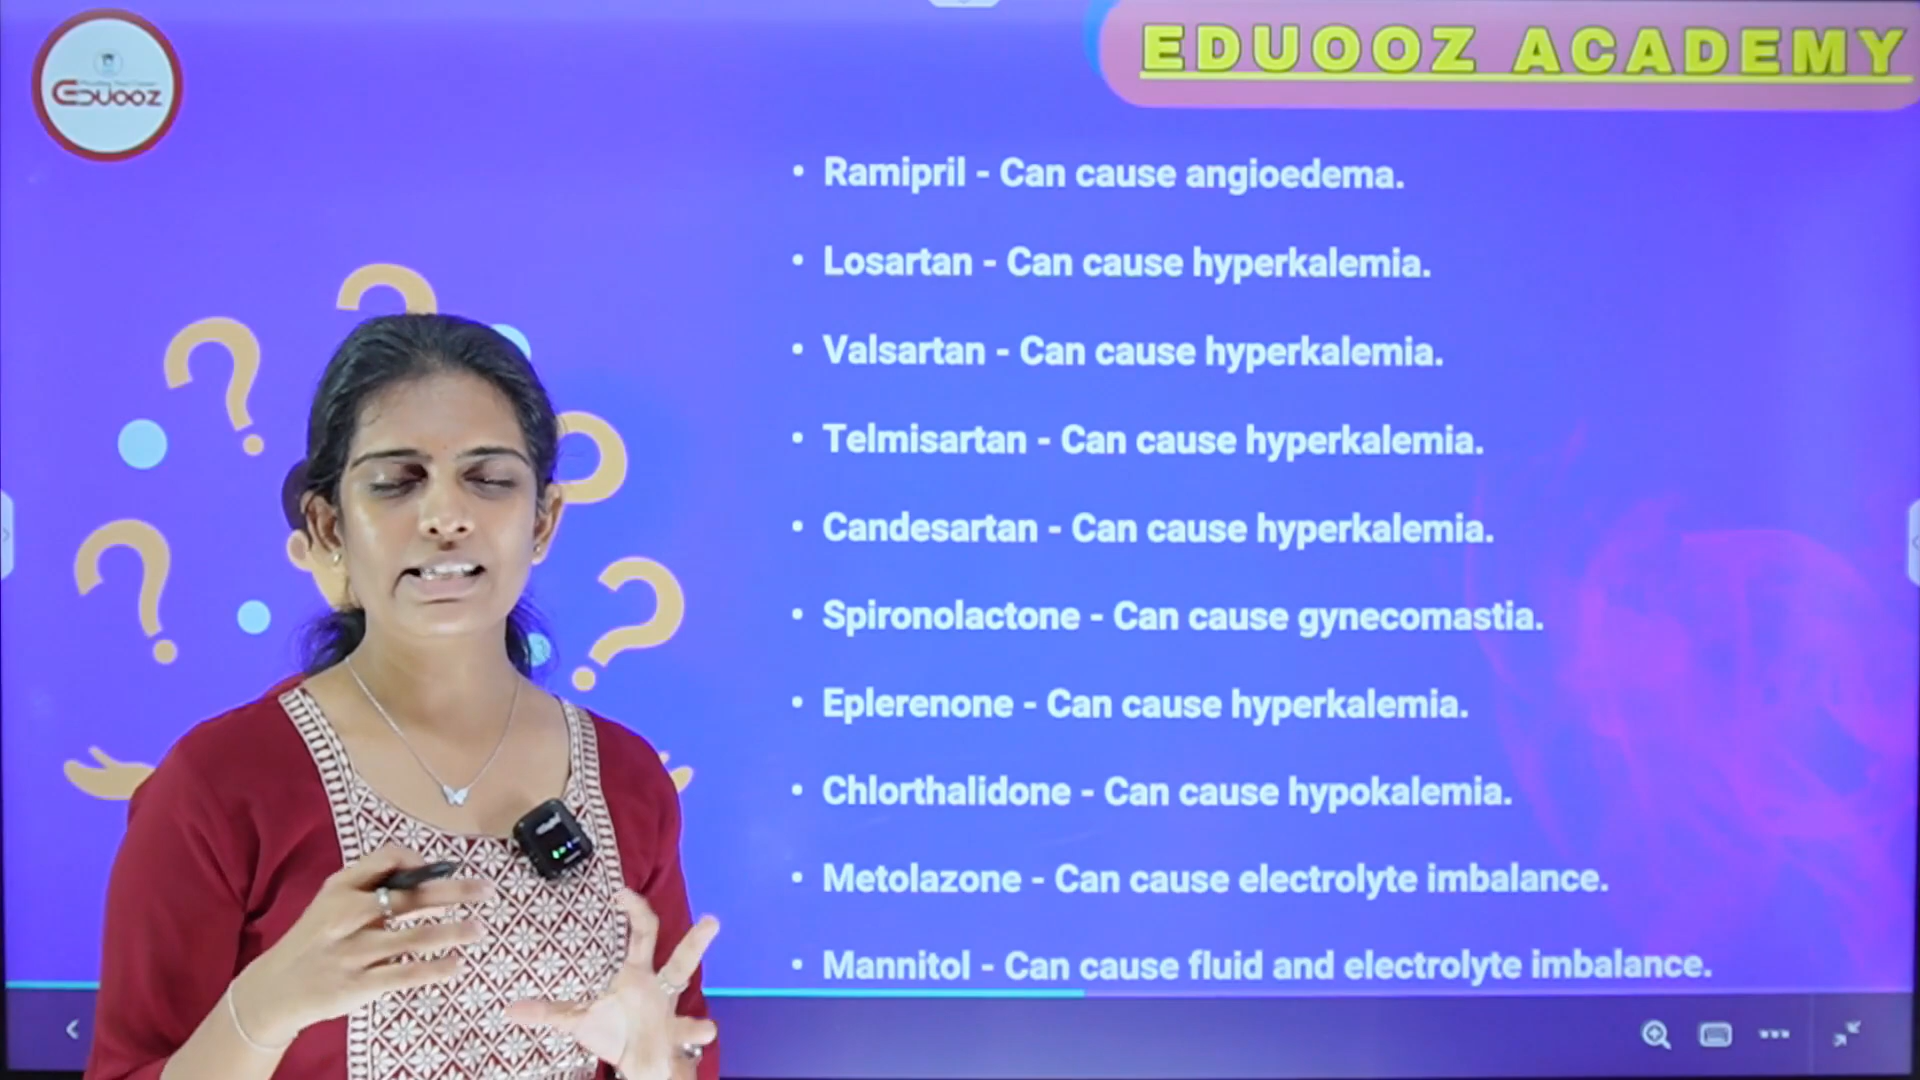 EDUOOZ
EDUOOZ ACADEMY
• Ramipril - Can cause angioedema.
• Losartan - Can cause hyperkalemia.
• Valsartan - Can cause hyperkalemia.
• Telmisartan - Can cause hyperkalemia.
• Candesartan - Can cause hyperkalemia.
• Spironolactone - Can cause gynecomastia.
• Eplerenone - Can cause hyperkalemia.
• Chlorthalidone - Can cause hypokalemia.
• Metolazone - Can cause electrolyte imbalance.
• Mannitol - Can cause fluid and electrolyte imbalance.